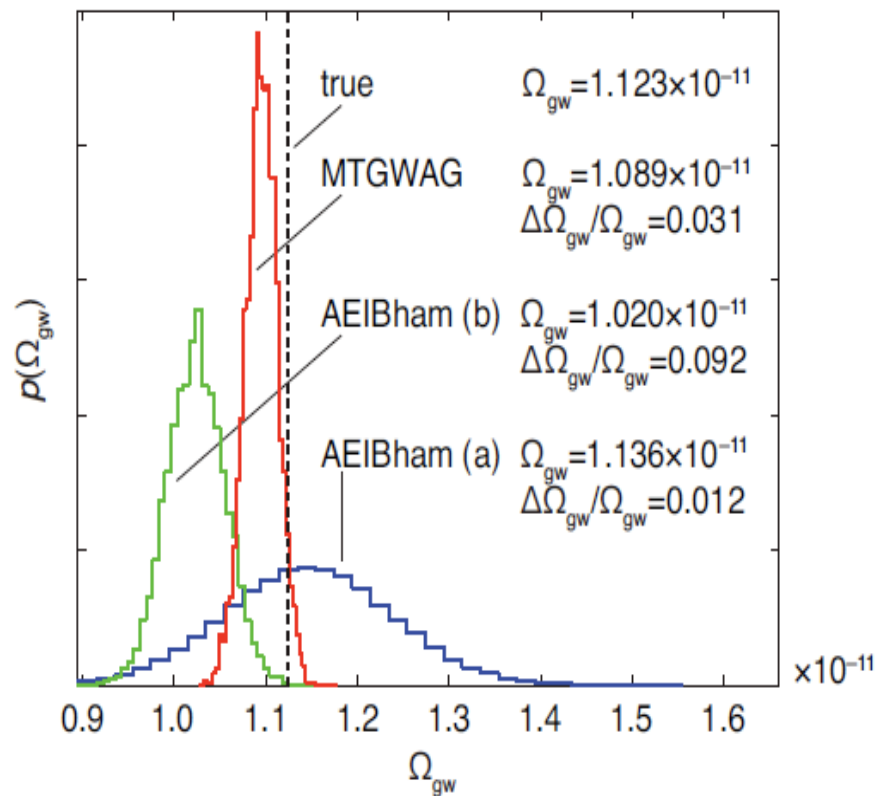 true Ω_gw=1.123×10⁻¹¹
MTGWAG Ω_gw=1.089×10⁻¹¹
ΔΩ_gw/Ω_gw=0.031
AEIBham (b) Ω_gw=1.020×10⁻¹¹
ΔΩ_gw/Ω_gw=0.092
AEIBham (a) Ω_gw=1.136×10⁻¹¹
ΔΩ_gw/Ω_gw=0.012
p(Ω_gw)
×10⁻¹¹
0.9 1.0 1.1 1.2 1.3 1.4 1.5 1.6
Ω_gw